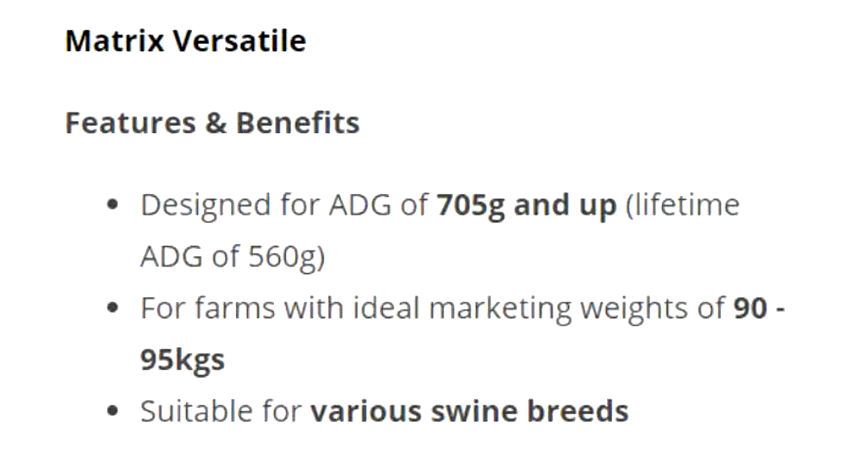 Matrix Versatile
Features & Benefits
• Designed for ADG of 705g and up (lifetime
ADG of 560g)
• For farms with ideal marketing weights of 90 -
95kgs
• Suitable for various swine breeds